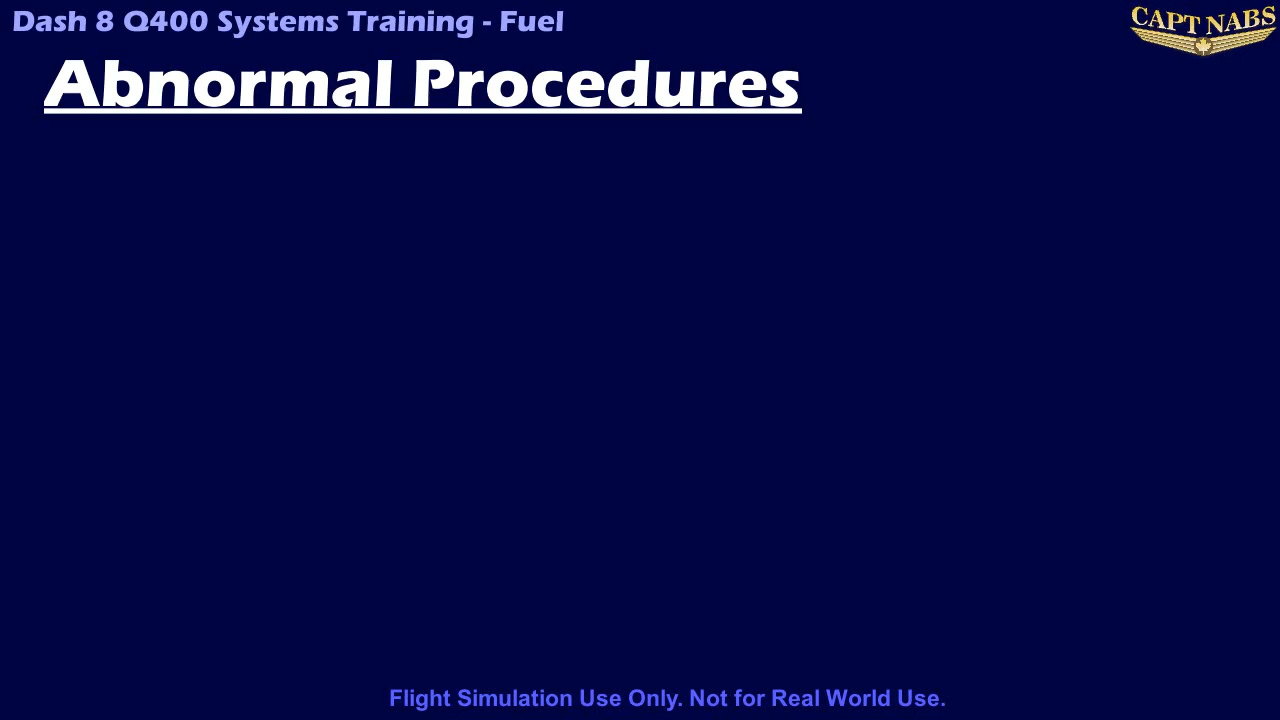 Dash 8 Q400 Systems Training - Fuel
CAPT NABS
Abnormal Procedures
Flight Simulation Use Only. Not for Real World Use.